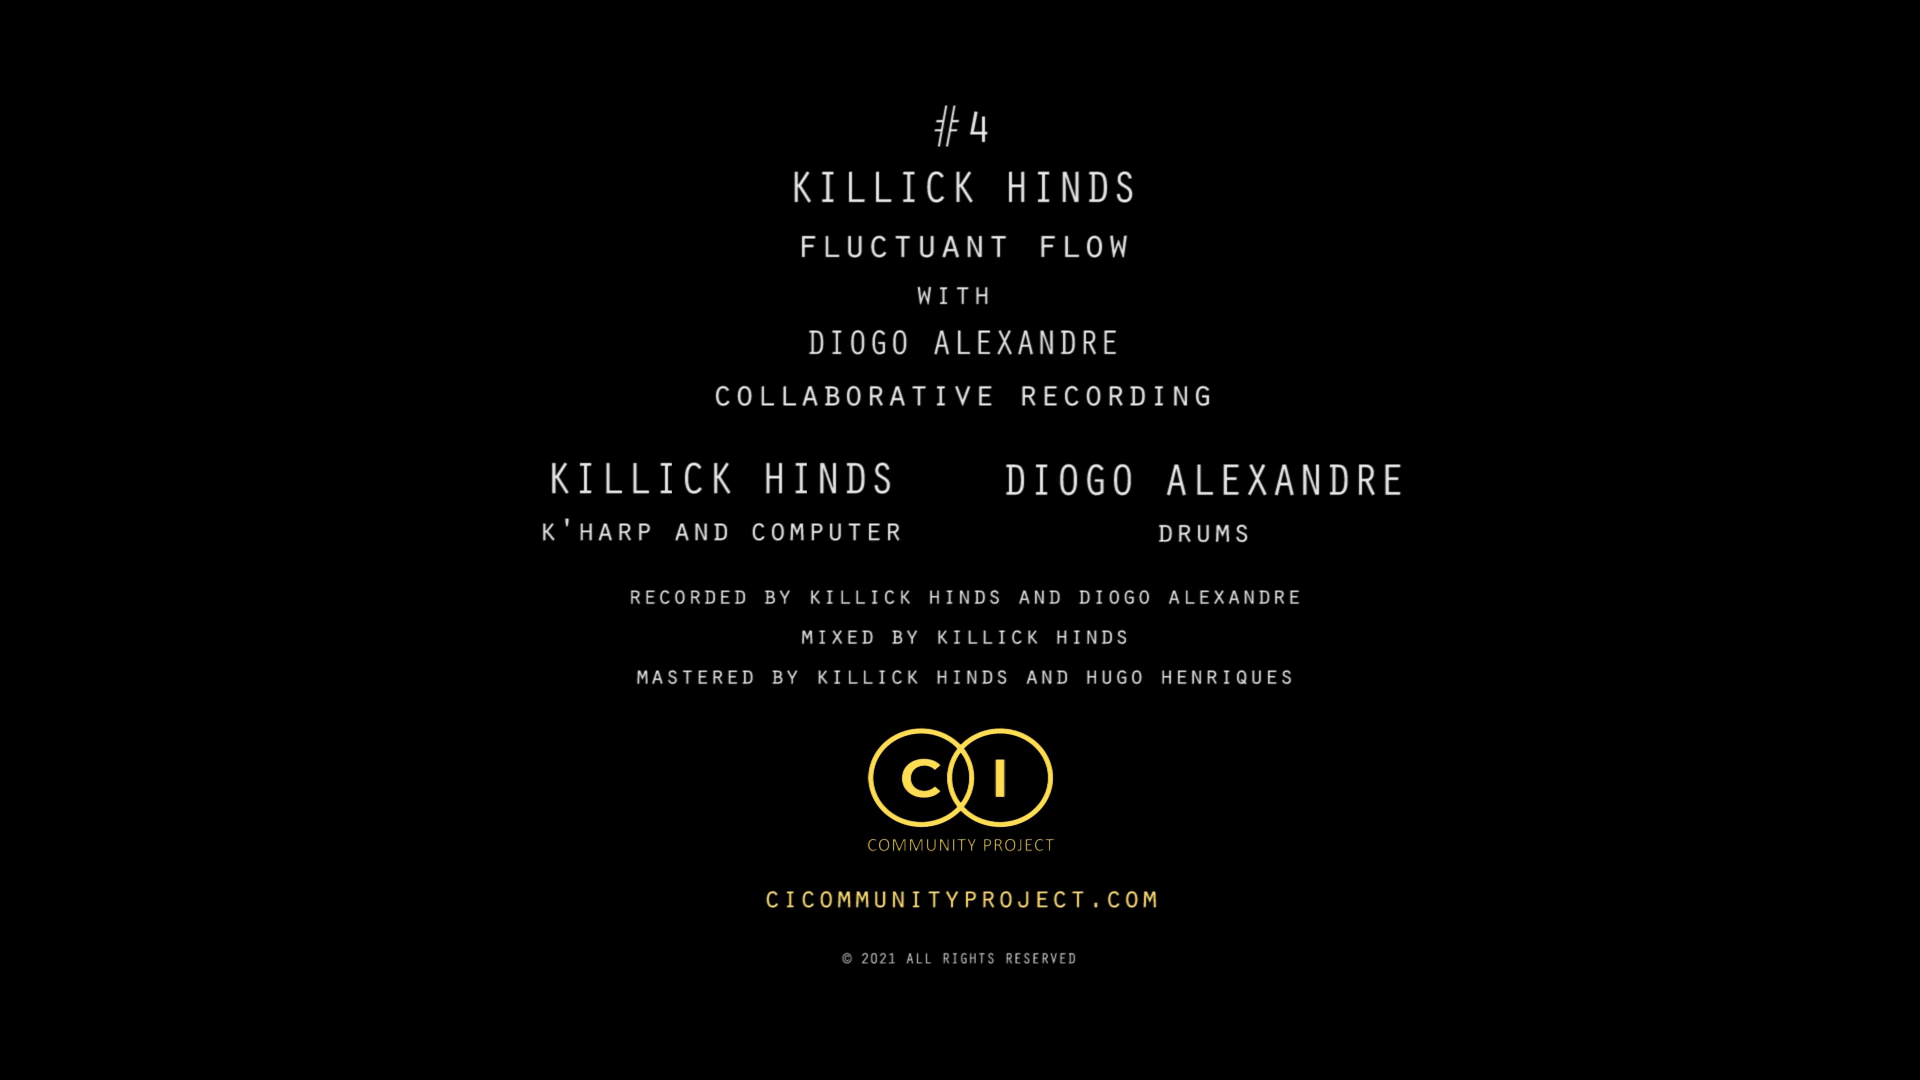 #4
KILLICK HINDS
FLUCTUANT FLOW
WITH
DIOGO ALEXANDRE
COLLABORATIVE RECORDING
KILLICK HINDS
K'HARP AND COMPUTER
DIOGO ALEXANDRE
DRUMS
RECORDED BY KILLICK HINDS AND DIOGO ALEXANDRE
MIXED BY KILLICK HINDS
MASTERED BY KILLICK HINDS AND HUGO HENRIQUES
C I
COMMUNITY PROJECT
CICOMMUNITYPROJECT.COM
© 2021 ALL RIGHTS RESERVED